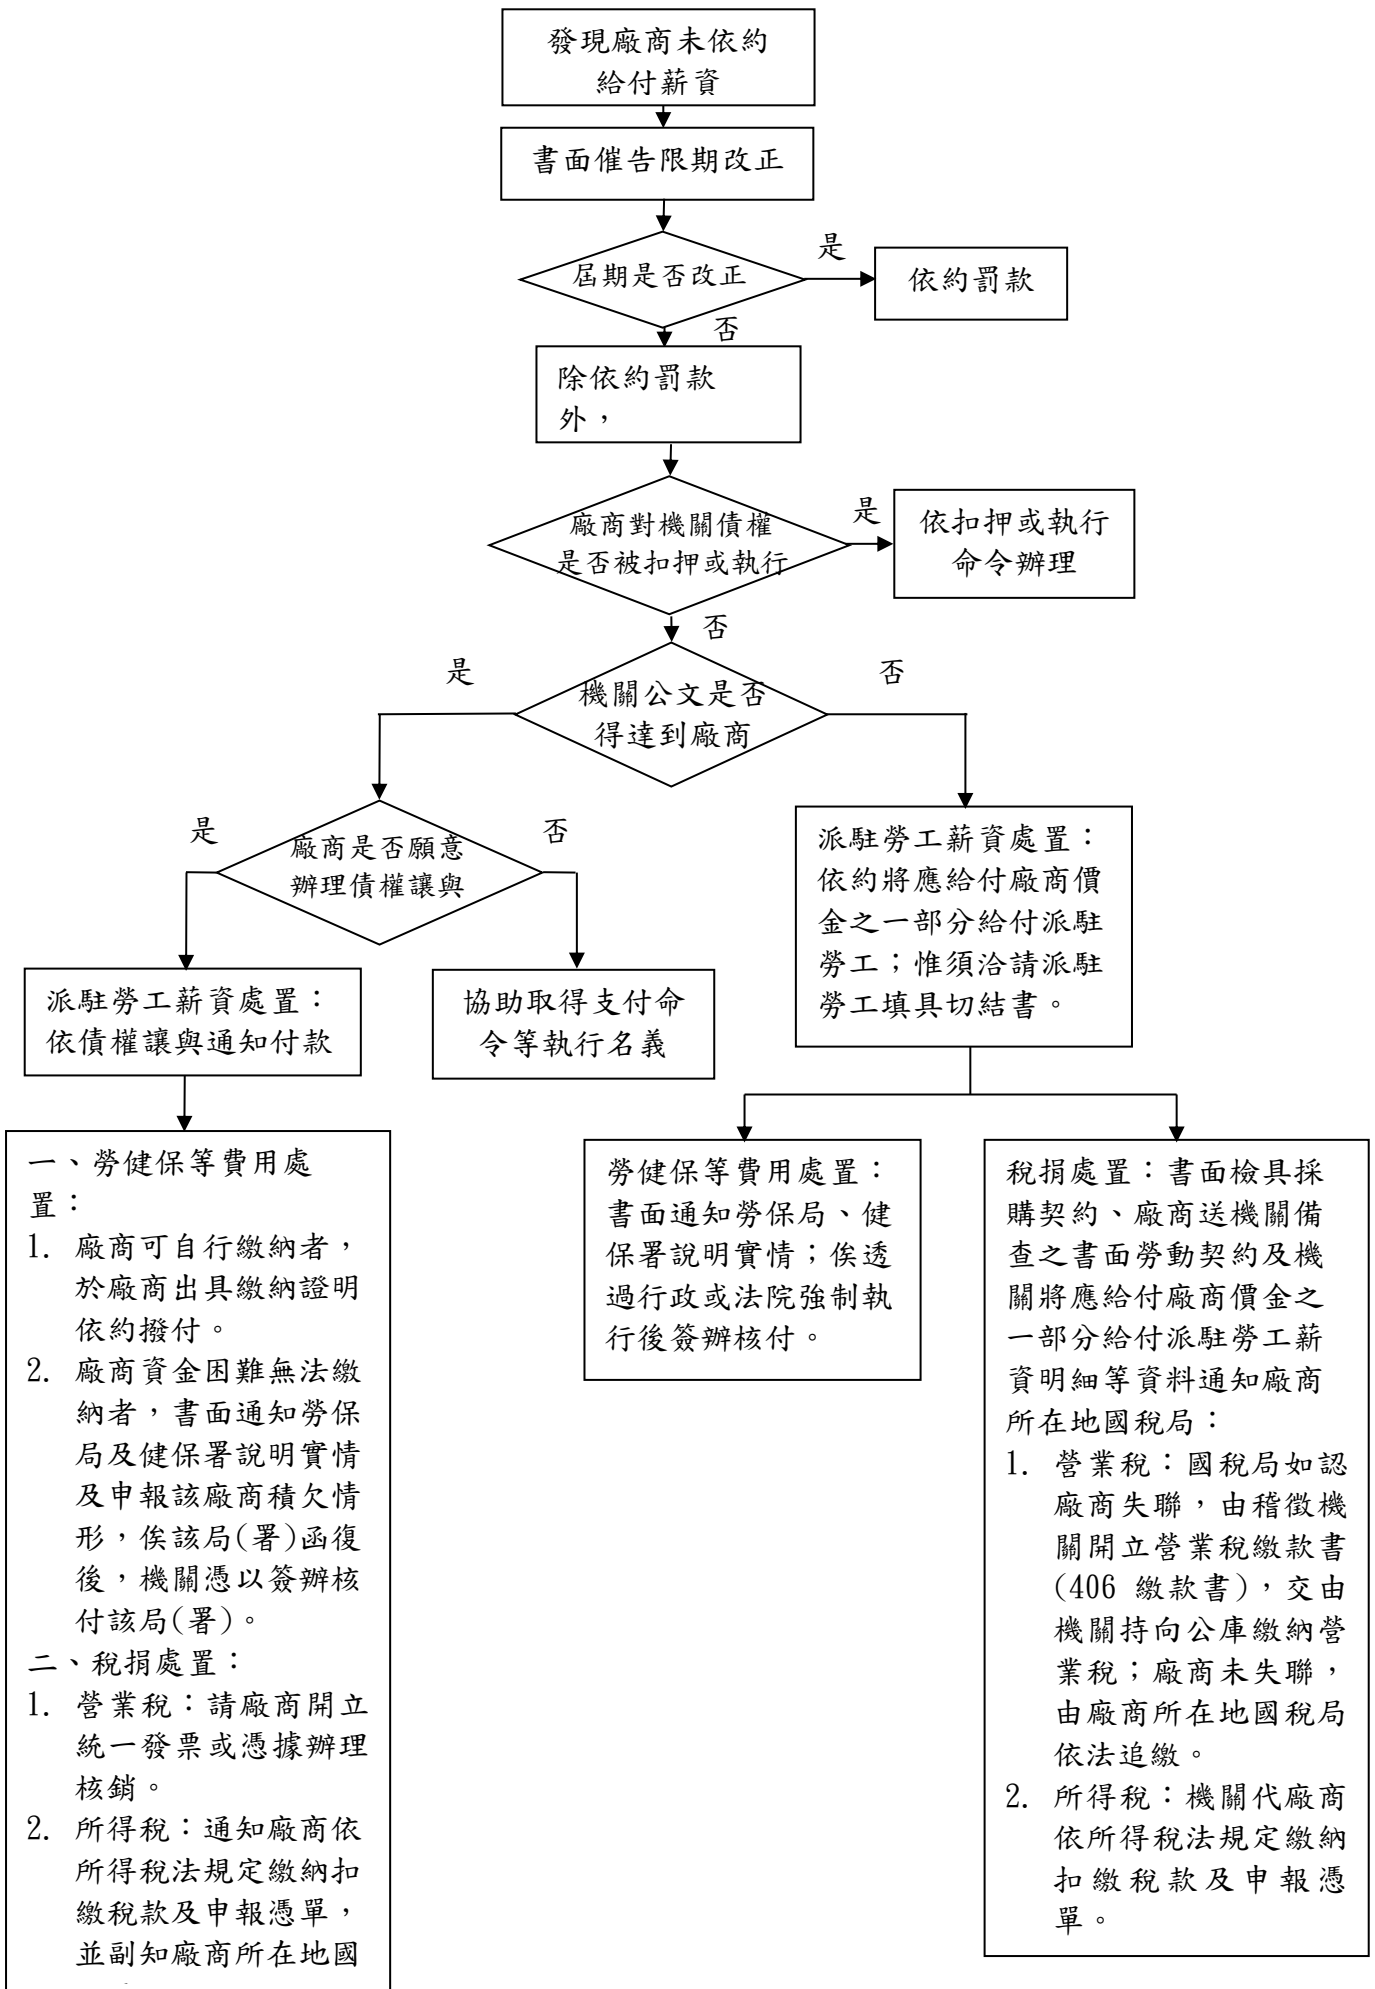 發現廠商未依約
給付薪資
書面催告限期改正
屆期是否改正
是
依約罰款
否
除依約罰款
外，
廠商對機關債權
是否被扣押或執行
是
依扣押或執行
命令辦理
否
機關公文是否
得達到廠商
是
否
廠商是否願意
辦理債權讓與
是
否
派駐勞工薪資處置：
依債權讓與通知付款
協助取得支付命
令等執行名義
派駐勞工薪資處置：
依約將應給付廠商價
金之一部分給付派駐
勞工；惟須洽請派駐
勞工填具切結書。
一、勞健保等費用處
置：
1. 廠商可自行繳納者，
於廠商出具繳納證明
依約撥付。
2. 廠商資金困難無法繳
納者，書面通知勞保
局及健保署說明實情
及申報該廠商積欠情
形，俟該局(署)函復
後，機關憑以簽辦核
付該局(署)。
二、稅捐處置：
1. 營業稅：請廠商開立
統一發票或憑據辦理
核銷。
2. 所得稅：通知廠商依
所得稅法規定繳納扣
繳稅款及申報憑單，
並副知廠商所在地國
勞健保等費用處置：
書面通知勞保局、健
保署說明實情；俟透
過行政或法院強制執
行後簽辦核付。
稅捐處置：書面檢具採
購契約、廠商送機關備
查之書面勞動契約及機
關將應給付廠商價金之
一部分給付派駐勞工薪
資明細等資料通知廠商
所在地國稅局：
1. 營業稅：國稅局如認
廠商失聯，由稽徵機
關開立營業稅繳款書
(406 繳款書)，交由
機關持向公庫繳納營
業稅；廠商未失聯，
由廠商所在地國稅局
依法追繳。
2. 所得稅：機關代廠商
依所得稅法規定繳納
扣繳稅款及申報憑
單。